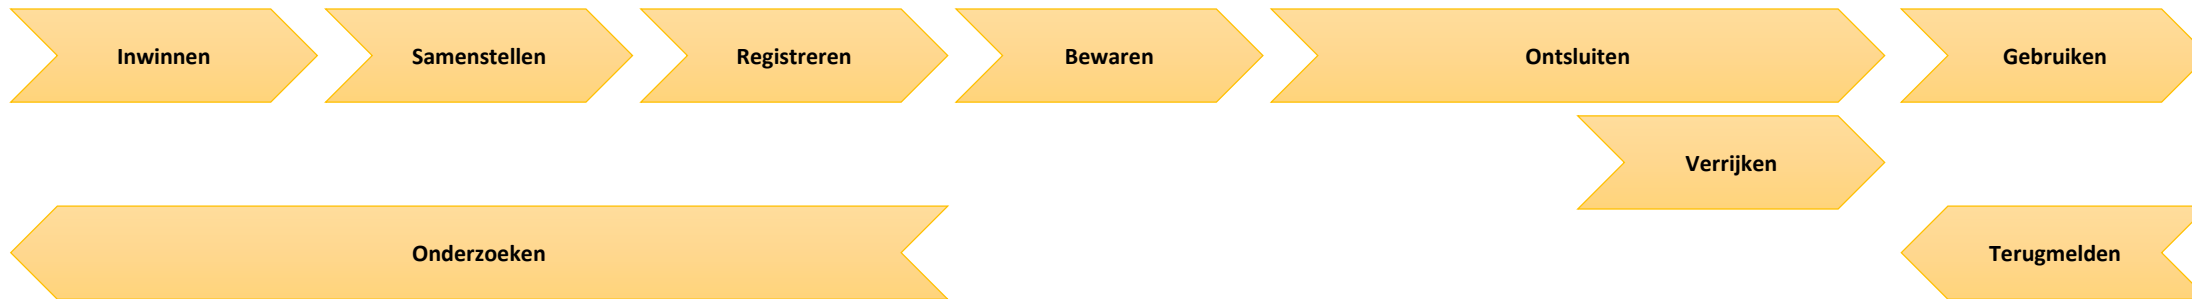 Inwinnen
Samenstellen
Registreren
Bewaren
Ontsluiten
Gebruiken
Verrijken
Onderzoeken
Terugmelden